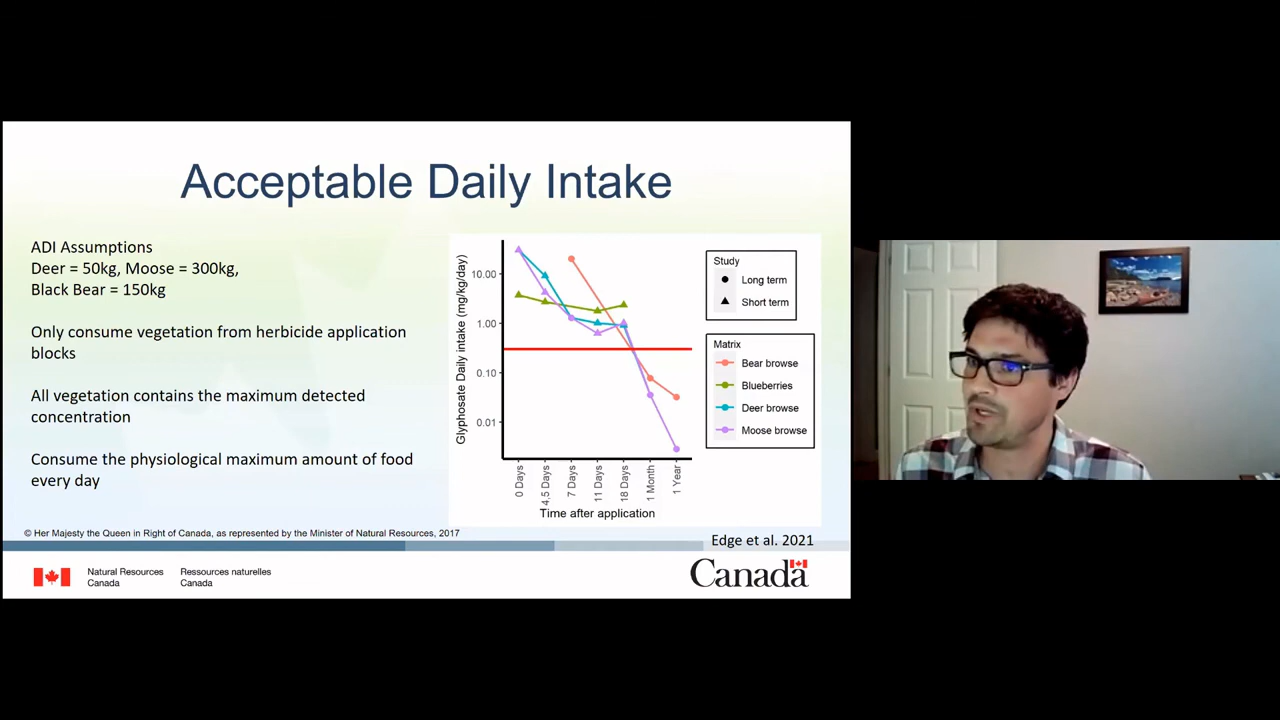 Acceptable Daily Intake
ADI Assumptions
Deer = 50kg, Moose = 300kg,
Black Bear = 150kg
Only consume vegetation from herbicide application
blocks
All vegetation contains the maximum detected
concentration
Consume the physiological maximum amount of food
every day
Glyphosate Daily intake (mg/kg/day)
10.00
1.00
0.10
0.01
0 Days
4.5 Days
7 Days
11 Days
18 Days
1 Month
1 Year
Time after application
Study
Long term
Short term
Matrix
Bear browse
Blueberries
Deer browse
Moose browse
© Her Majesty the Queen in Right of Canada, as represented by the Minister of Natural Resources, 2017
Edge et al. 2021
Natural Resources
Canada
Ressources naturelles
Canada
Canada